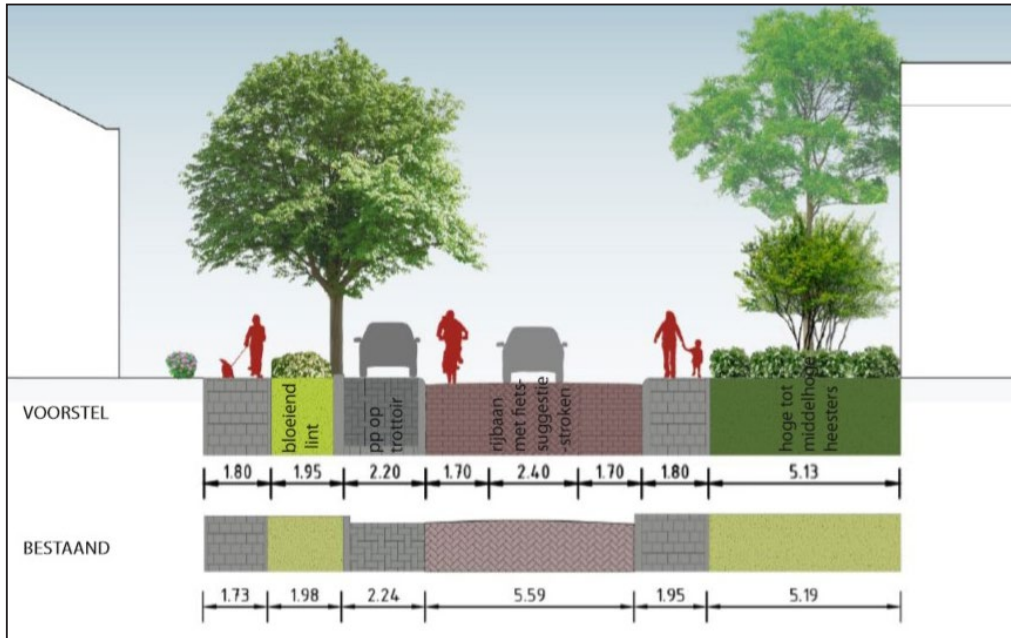 VOORSTEL
bloeiend
lint
pp op
trottoir
rijbaan
met fiets-
suggestie
-stroken
hoge tot
middelhoge
heesters
1.80 1.95 2.20 1.70 2.40 1.70 1.80 5.13
BESTAAND
1.73 1.98 2.24 5.59 1.95 5.19